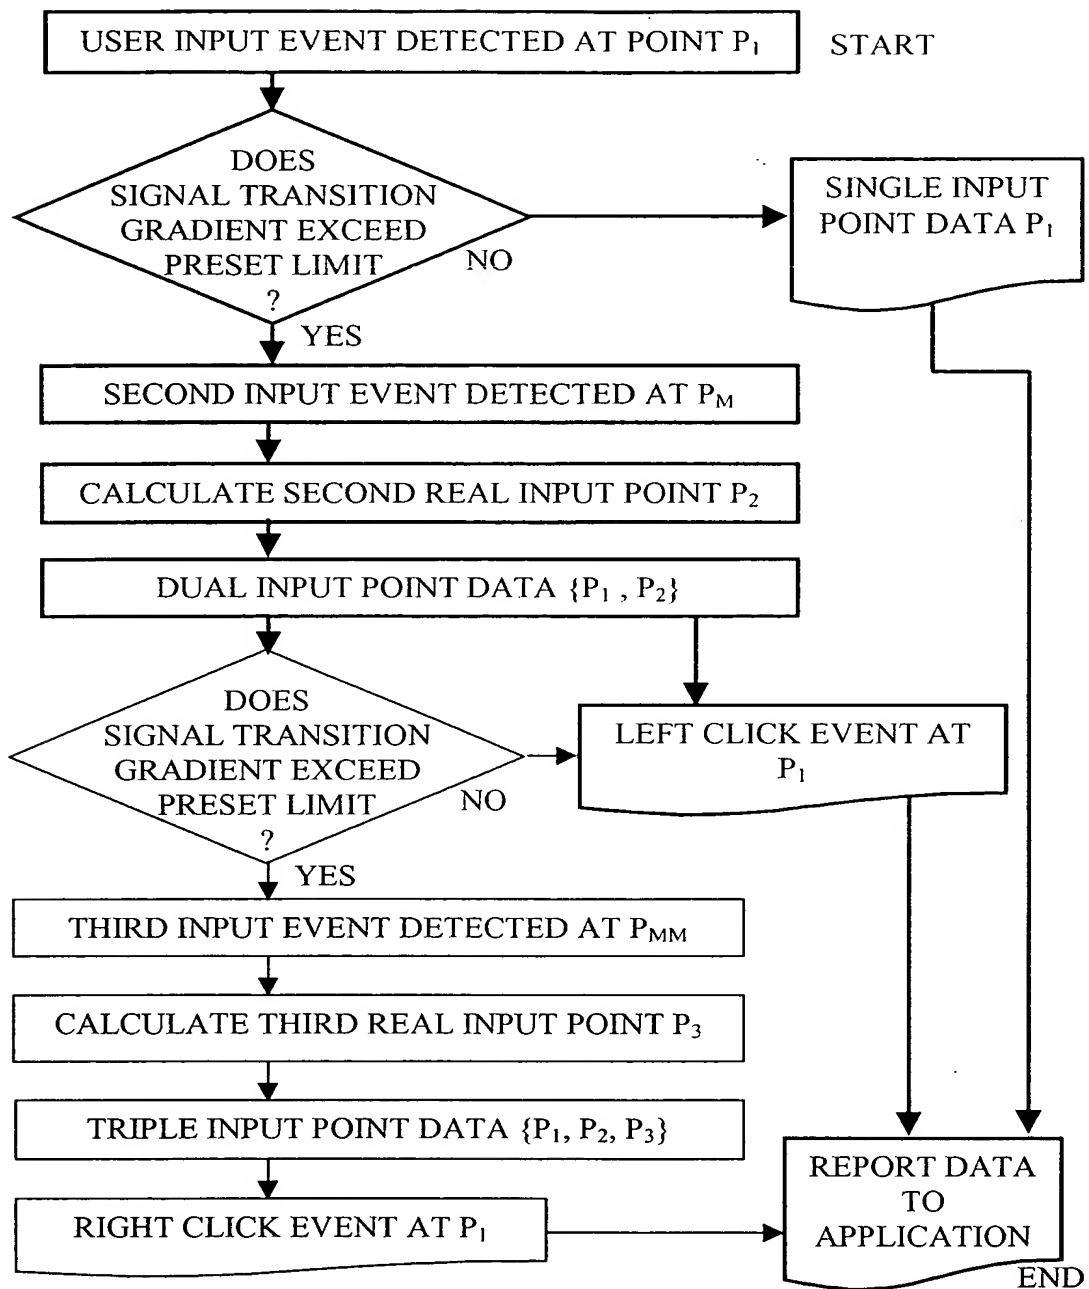 USER INPUT EVENT DETECTED AT POINT P₁
START
DOES
SIGNAL TRANSITION
GRADIENT EXCEED
PRESET LIMIT
?
NO
SINGLE INPUT
POINT DATA P₁
YES
SECOND INPUT EVENT DETECTED AT P_M
CALCULATE SECOND REAL INPUT POINT P₂
DUAL INPUT POINT DATA {P₁ , P₂}
DOES
SIGNAL TRANSITION
GRADIENT EXCEED
PRESET LIMIT
?
NO
LEFT CLICK EVENT AT
P₁
YES
THIRD INPUT EVENT DETECTED AT P_MM
CALCULATE THIRD REAL INPUT POINT P₃
TRIPLE INPUT POINT DATA {P₁, P₂, P₃}
RIGHT CLICK EVENT AT P₁
REPORT DATA
TO
APPLICATION
END